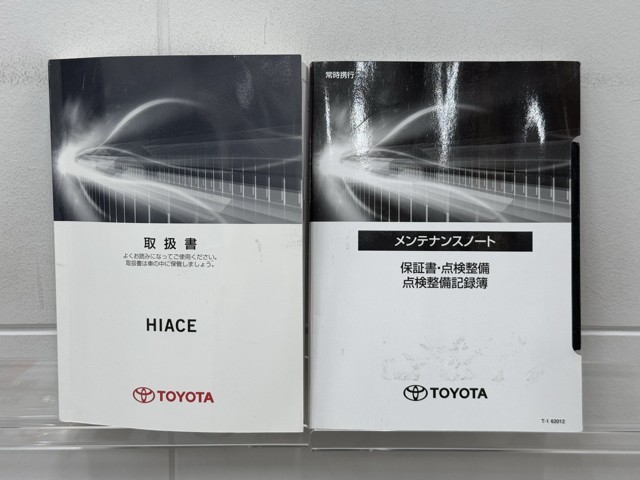 取扱書
よくお読みになってご使用ください。
取扱書は車の中に保管しましょう。
HIACE
TOYOTA
常時携行
メンテナンスノート
保証書・点検整備
点検整備記録簿
TOYOTA
T-1 62012